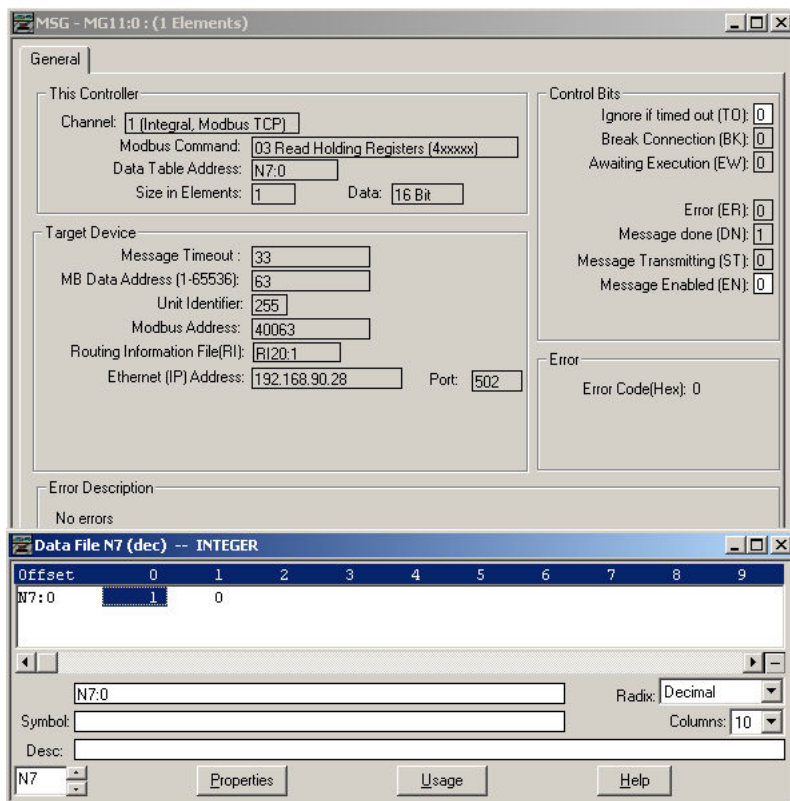 MSG - MG11:0 : (1 Elements)
General
This Controller
Channel: 1 (Integral, Modbus TCP)
Modbus Command: 03 Read Holding Registers (4xxxxx)
Data Table Address: N7:0
Size in Elements: 1 Data: 16 Bit
Target Device
Message Timeout : 33
MB Data Address (1-65536): 63
Unit Identifier: 255
Modbus Address: 40063
Routing Information File(RI): RI20:1
Ethernet (IP) Address: 192.168.90.28 Port: 502
Control Bits
Ignore if timed out (TO): 0
Break Connection (BK): 0
Awaiting Execution (EW): 0
Error (ER): 0
Message done (DN): 1
Message Transmitting (ST): 0
Message Enabled (EN): 0
Error
Error Code(Hex): 0
Error Description
No errors
Data File N7 (dec) -- INTEGER
Offset 0 1 2 3 4 5 6 7 8 9
N7:0 1 0
N7:0 Radix: Decimal
Symbol: Columns: 10
Desc:
N7 Properties Usage Help